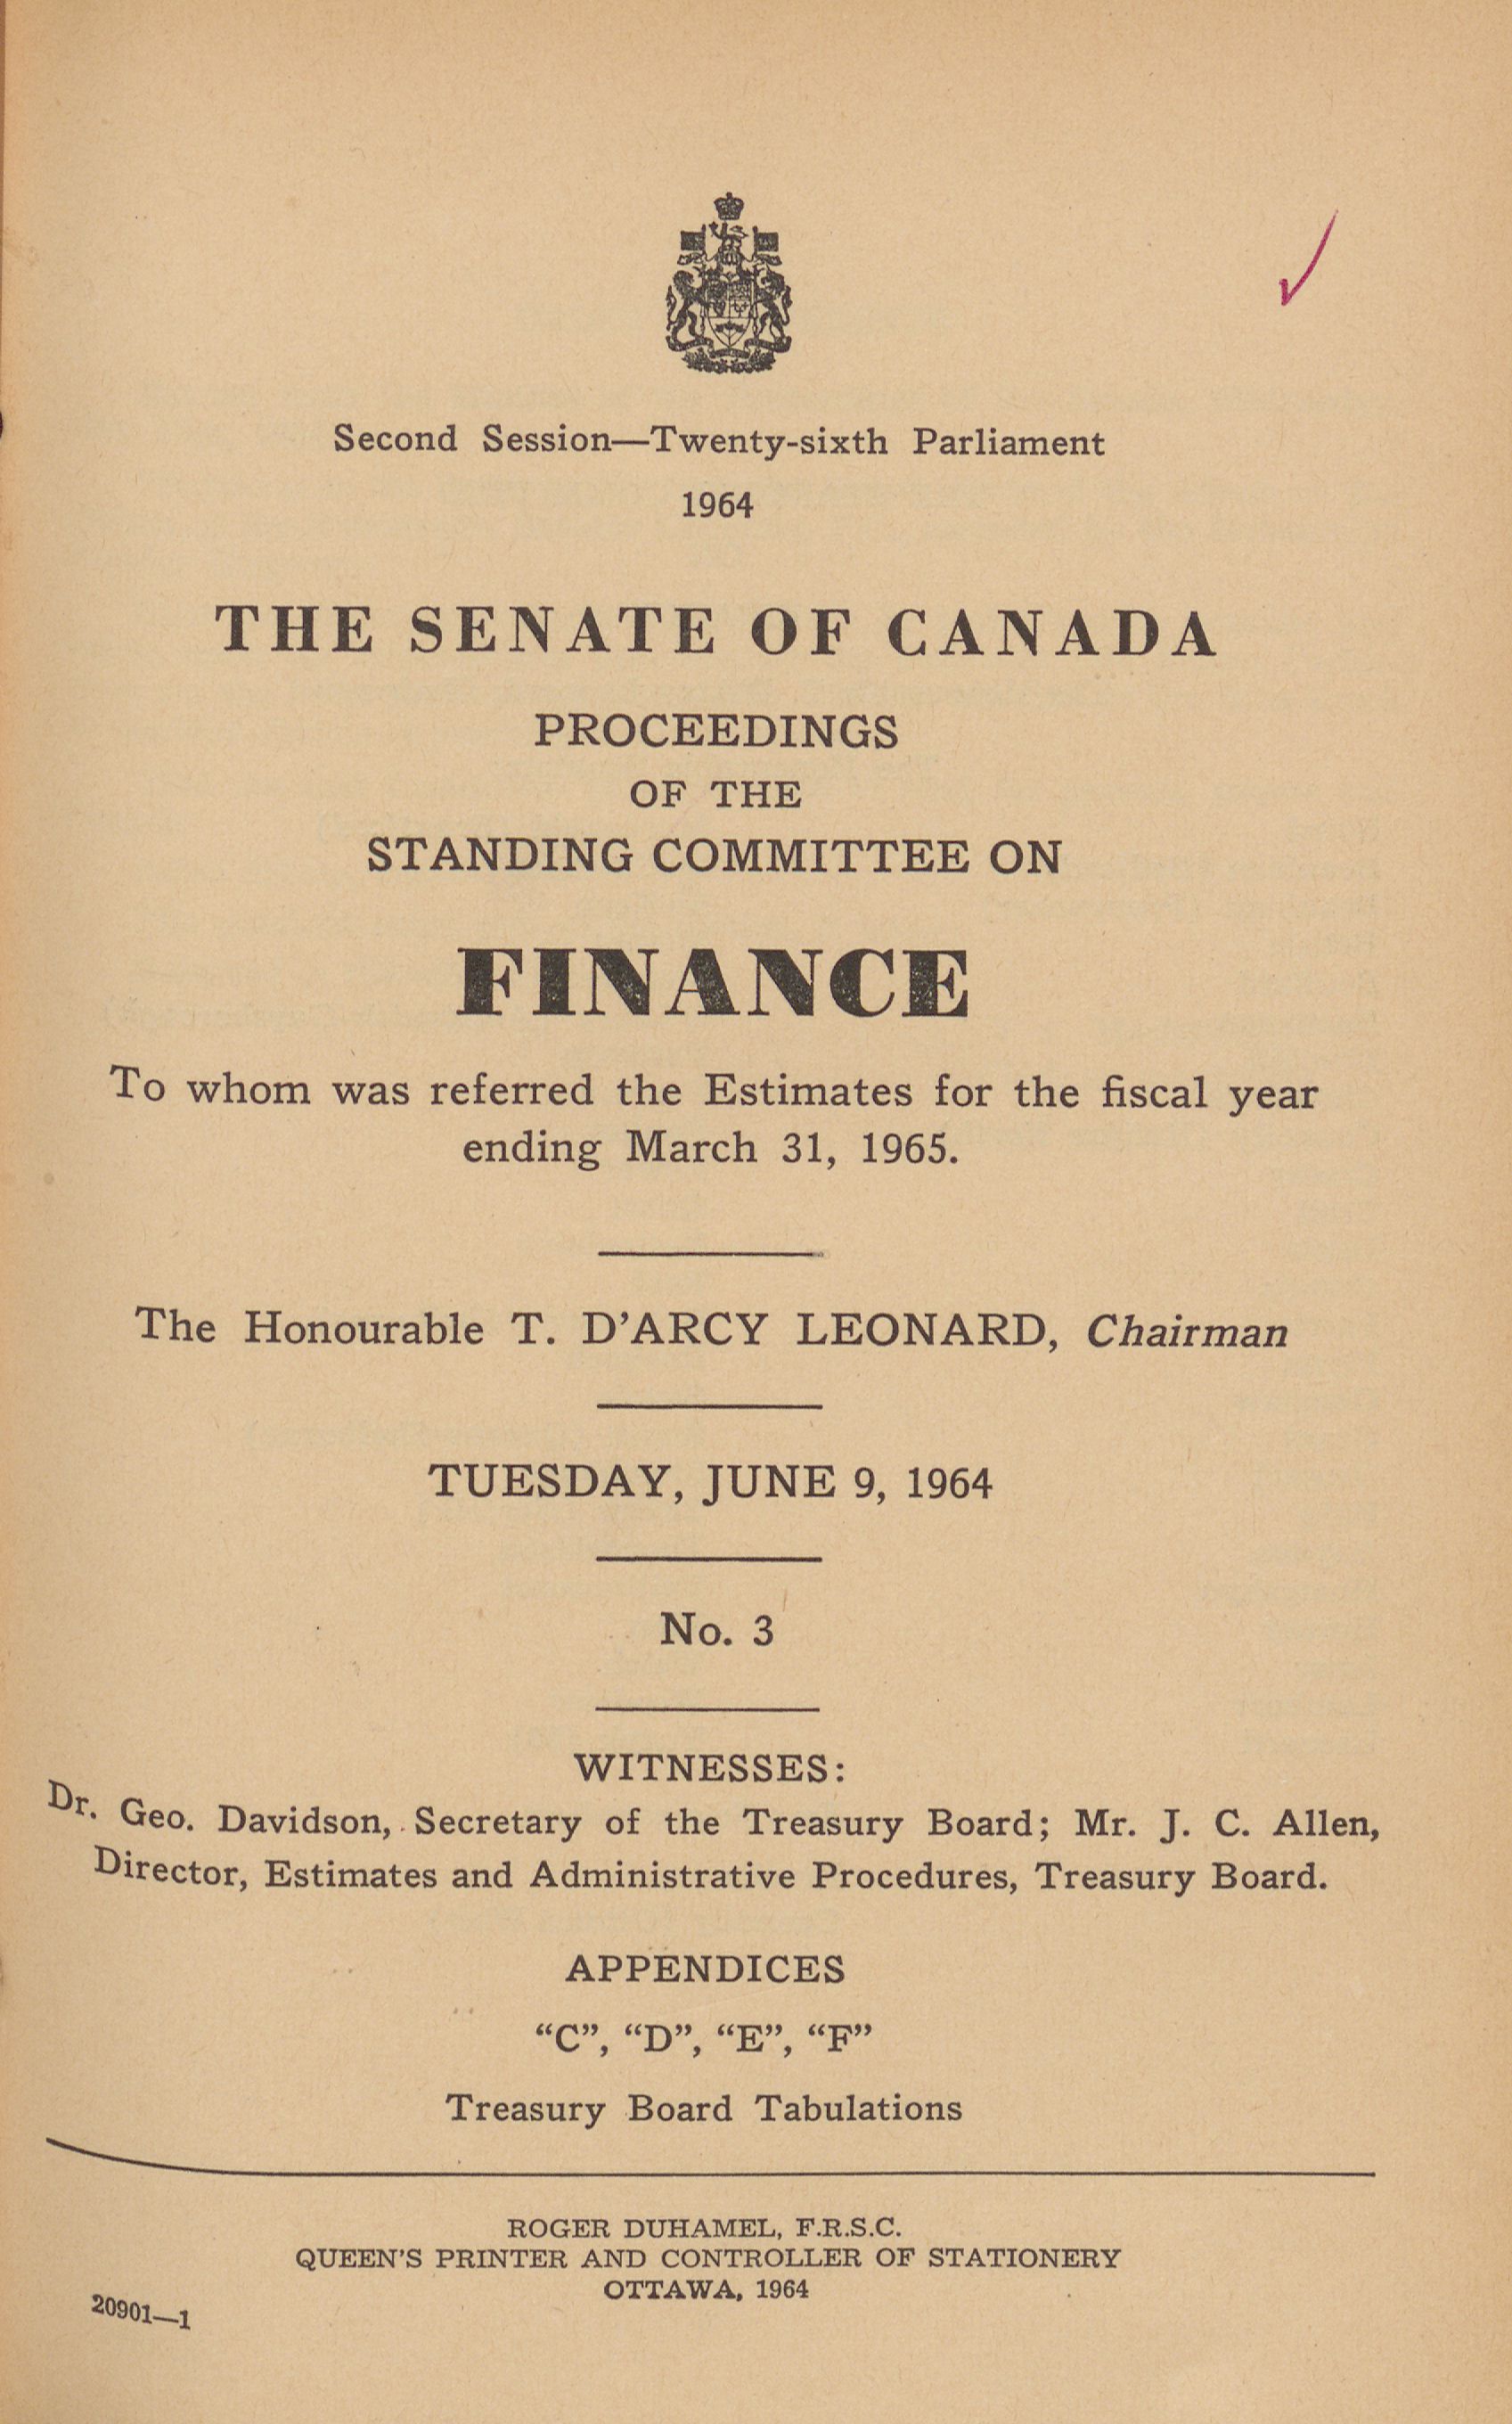 Second Session—Twenty-sixth Parliament
1964
THE SENATE OF CANADA
PROCEEDINGS
OF THE
STANDING COMMITTEE ON
FINANCE
To whom was referred the Estimates for the fiscal year
ending March 31, 1965.
The Honourable T. D'ARCY LEONARD, Chairman
TUESDAY, JUNE 9, 1964
No. 3
WITNESSES:
Dr. Geo. Davidson, Secretary of the Treasury Board; Mr. J. C. Allen,
Director, Estimates and Administrative Procedures, Treasury Board.
APPENDICES
“C”, “D”, “E”, “F”
Treasury Board Tabulations
ROGER DUHAMEL, F.R.S.C.
QUEEN'S PRINTER AND CONTROLLER OF STATIONERY
OTTAWA, 1964
20901—1